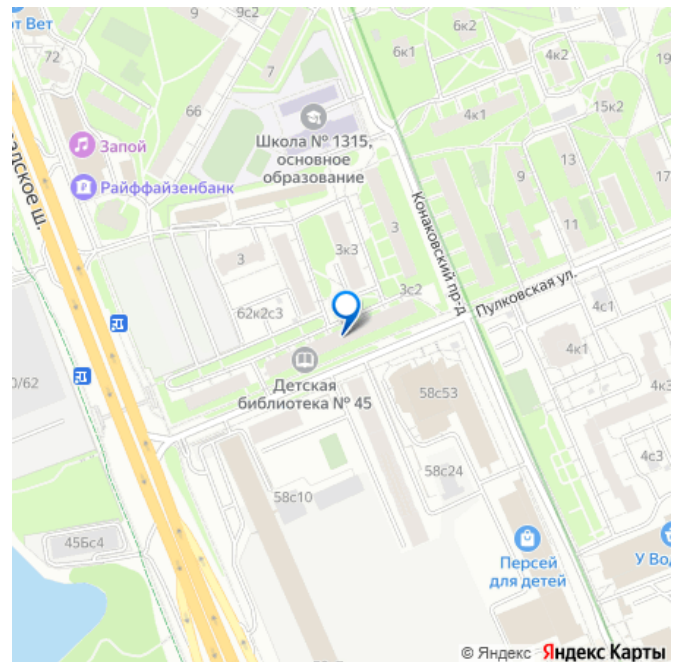 от Вет
9
9с2
72
7
66
Запой
Райффайзенбанк
Школа № 1315,
основное
образование
6к1
6к2
4к2
19
4к1
15к2
9
13
17
11
адское ш.
Конаковский пр-д
3
3к3
3
3с2
62к2с3
Пулковская ул.
4с1
4к1
4к3
4с3
0/62
Детская
библиотека № 45
58с53
58с24
58с10
45Бс4
Персей
для детей
У Во
© Яндекс Яндекс Карты